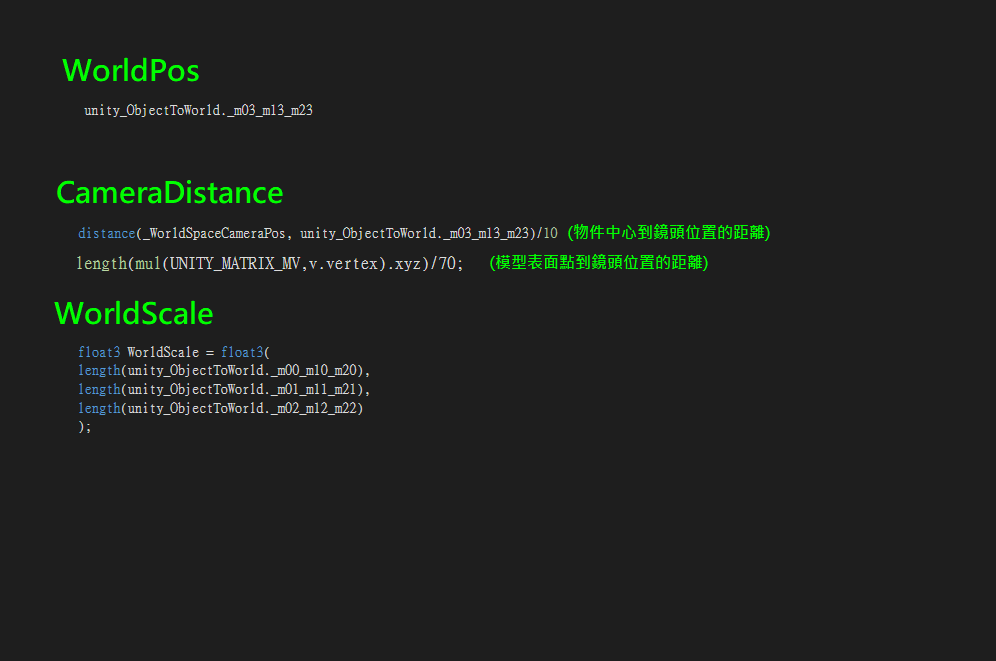 WorldPos
unity_ObjectToWorld._m03_m13_m23
CameraDistance
distance(_WorldSpaceCameraPos, unity_ObjectToWorld._m03_m13_m23)/10 (物件中心到鏡頭位置的距離)
length(mul(UNITY_MATRIX_MV,v.vertex).xyz)/70; (模型表面點到鏡頭位置的距離)
WorldScale
float3 WorldScale = float3(
length(unity_ObjectToWorld._m00_m10_m20),
length(unity_ObjectToWorld._m01_m11_m21),
length(unity_ObjectToWorld._m02_m12_m22)
);